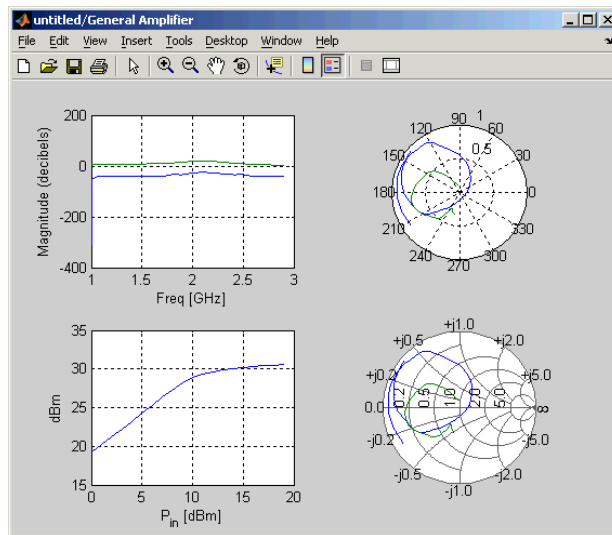 untitled/General Amplifier
File Edit View Insert Tools Desktop Window Help
200
0
-200
-400
Magnitude (decibels)
1 1.5 2 2.5 3
Freq [GHz]
90 1
120 60
0.5
150 30
180 0
210 330
240 300
270
35
30
25
20
15
dBm
0 5 10 15 20
P_in [dBm]
+j1.0
+j0.5 +j2.0
+j0.2 +j5.0
0.0 0.2 0.5 1.0 2.0 5.0 ∞
-j0.2 -j5.0
-j0.5 -j2.0
-j1.0